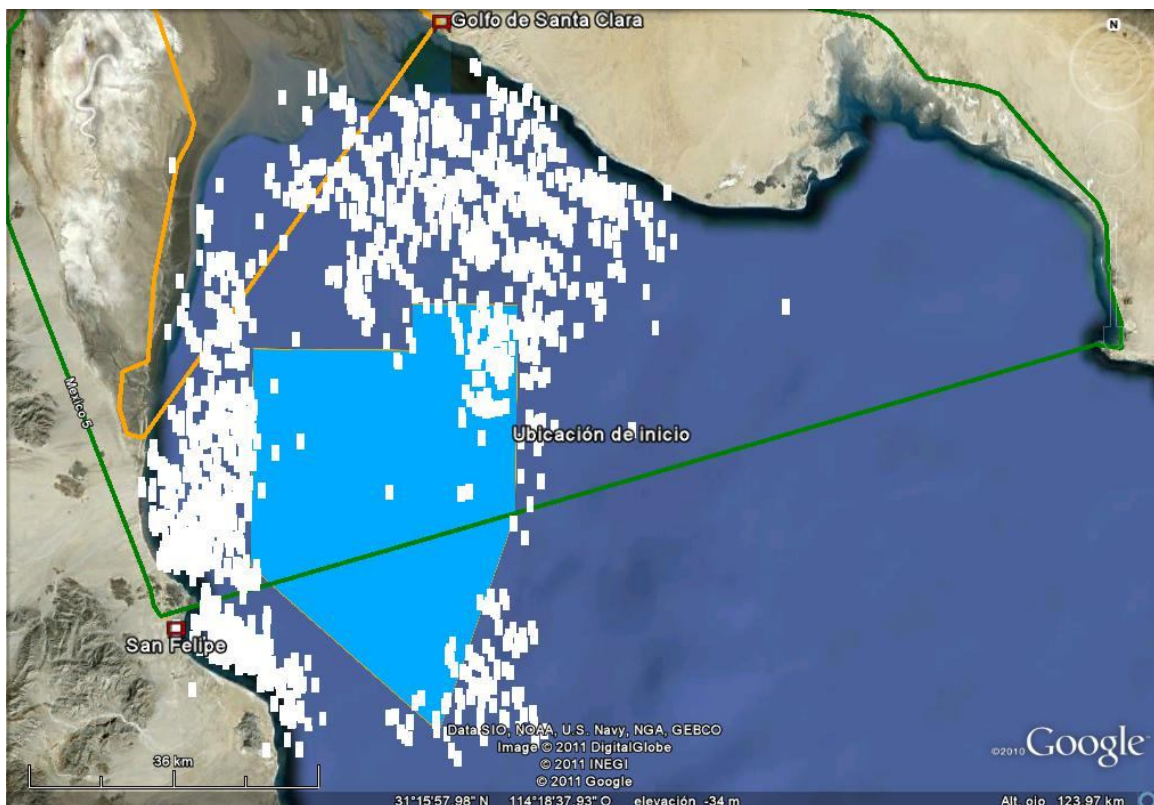 Golfo de Santa Clara
N
Mexico 5
Ubicación de inicio
San Felipe
Data SIO, NOAA, U.S. Navy, NGA, GEBCO
Image © 2011 DigitalGlobe
© 2011 INEGI
© 2011 Google
©2010 Google
36 km
31°15'57.98" N 114°18'37.93" O elevación -34 m Alt. ojo 123.97 km